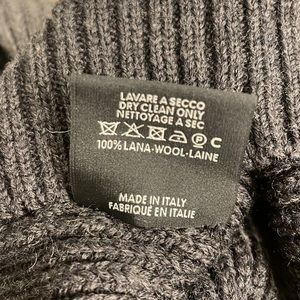 LAVARE A SECCO
DRY CLEAN ONLY
NETTOYAGE A SEC
P C
100% LANA-WOOL-LAINE
MADE IN ITALY
FABRIQUÉ EN ITALIE